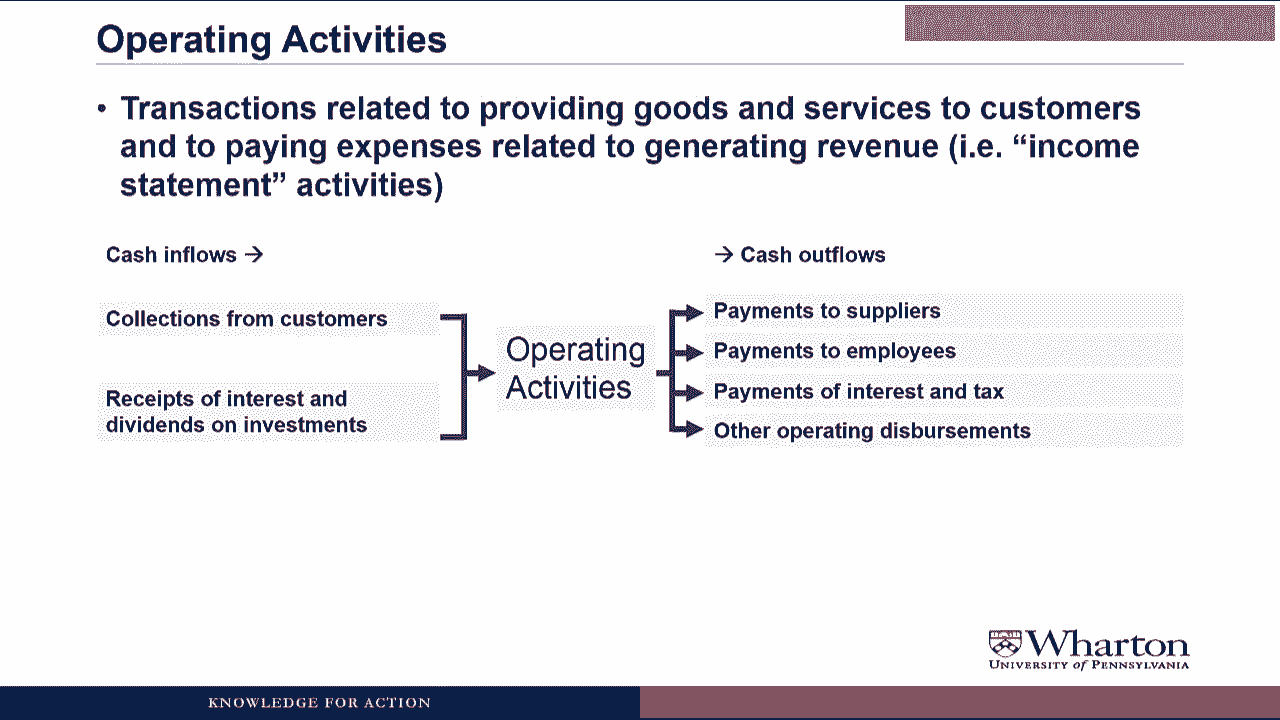 Operating Activities
• Transactions related to providing goods and services to customers
and to paying expenses related to generating revenue (i.e. “income
statement” activities)
Cash inflows →
→ Cash outflows
Collections from customers
Receipts of interest and
dividends on investments
Operating
Activities
Payments to suppliers
Payments to employees
Payments of interest and tax
Other operating disbursements
Wharton
UNIVERSITY of PENNSYLVANIA
KNOWLEDGE FOR ACTION